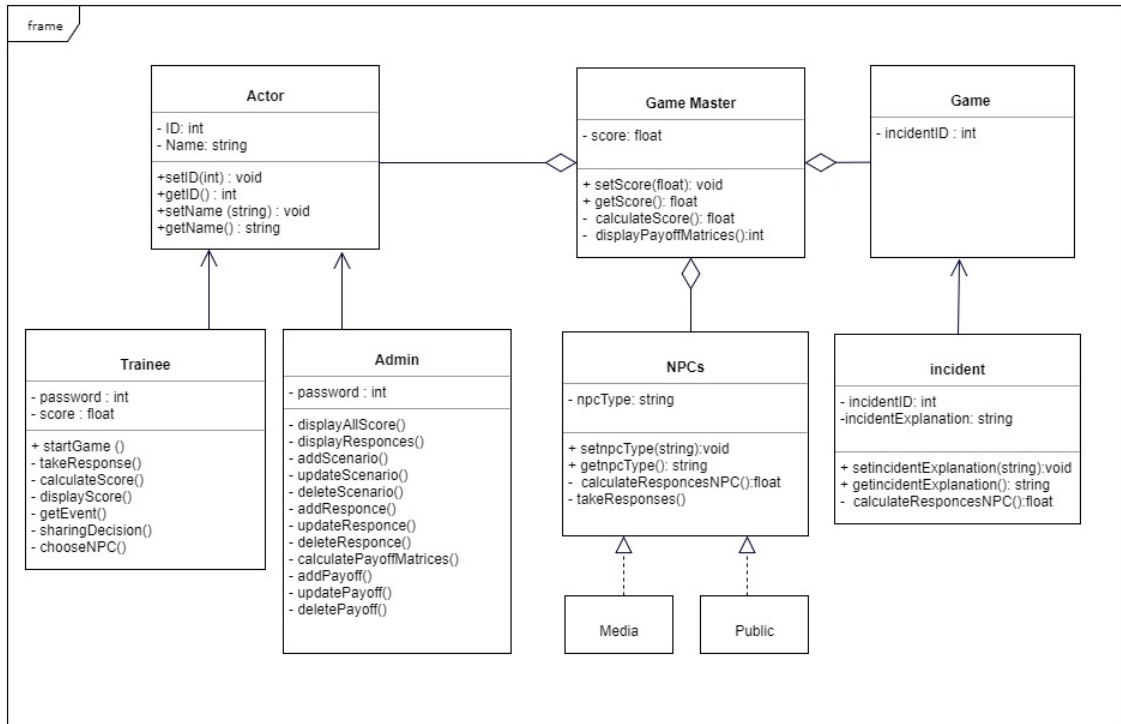 frame
Actor
- ID: int
- Name: string
+setID(int) : void
+getID() : int
+setName (string) : void
+getName() : string
Game Master
- score: float
+ setScore(float): void
+ getScore(): float
- calculateScore(): float
- displayPayoffMatrices():int
Game
- incidentID : int
Trainee
- password : int
- score : float
+ startGame ()
- takeResponse()
- calculateScore()
- displayScore()
- getEvent()
- sharingDecision()
- chooseNPC()
Admin
- password : int
- displayAllScore()
- displayResponces()
- addScenario()
- updateScenario()
- deleteScenario()
- addResponce()
- updateResponce()
- deleteResponce()
- calculatePayoffMatrices()
- addPayoff()
- updatePayoff()
- deletePayoff()
NPCs
- npcType: string
+ setnpcType(string):void
+ getnpcType(): string
- calculateResponcesNPC():float
- takeResponses()
incident
- incidentID: int
-incidentExplanation: string
+ setincidentExplanation(string):void
+ getincidentExplanation(): string
- calculateResponcesNPC():float
Media
Public